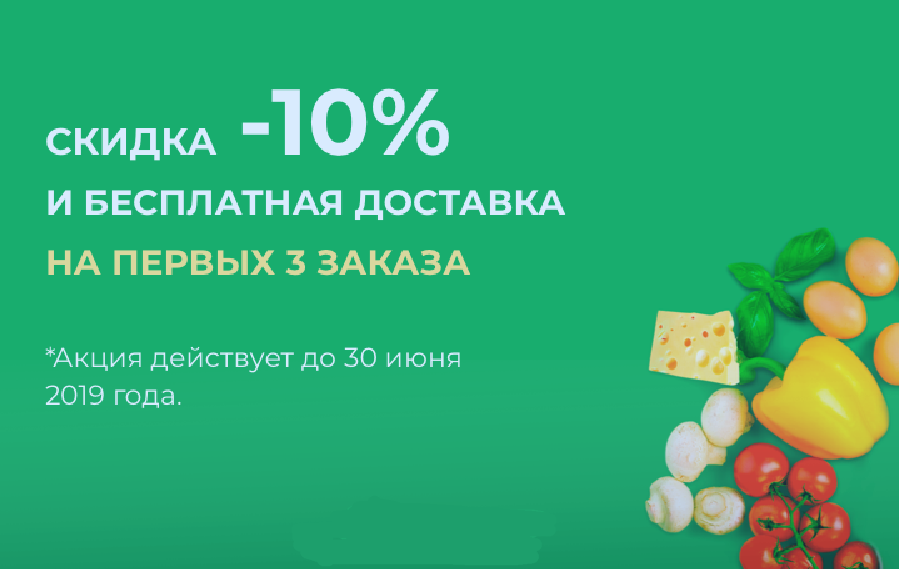 СКИДКА -10%
И БЕСПЛАТНАЯ ДОСТАВКА
НА ПЕРВЫХ 3 ЗАКАЗА
*Акция действует до 30 июня
2019 года.